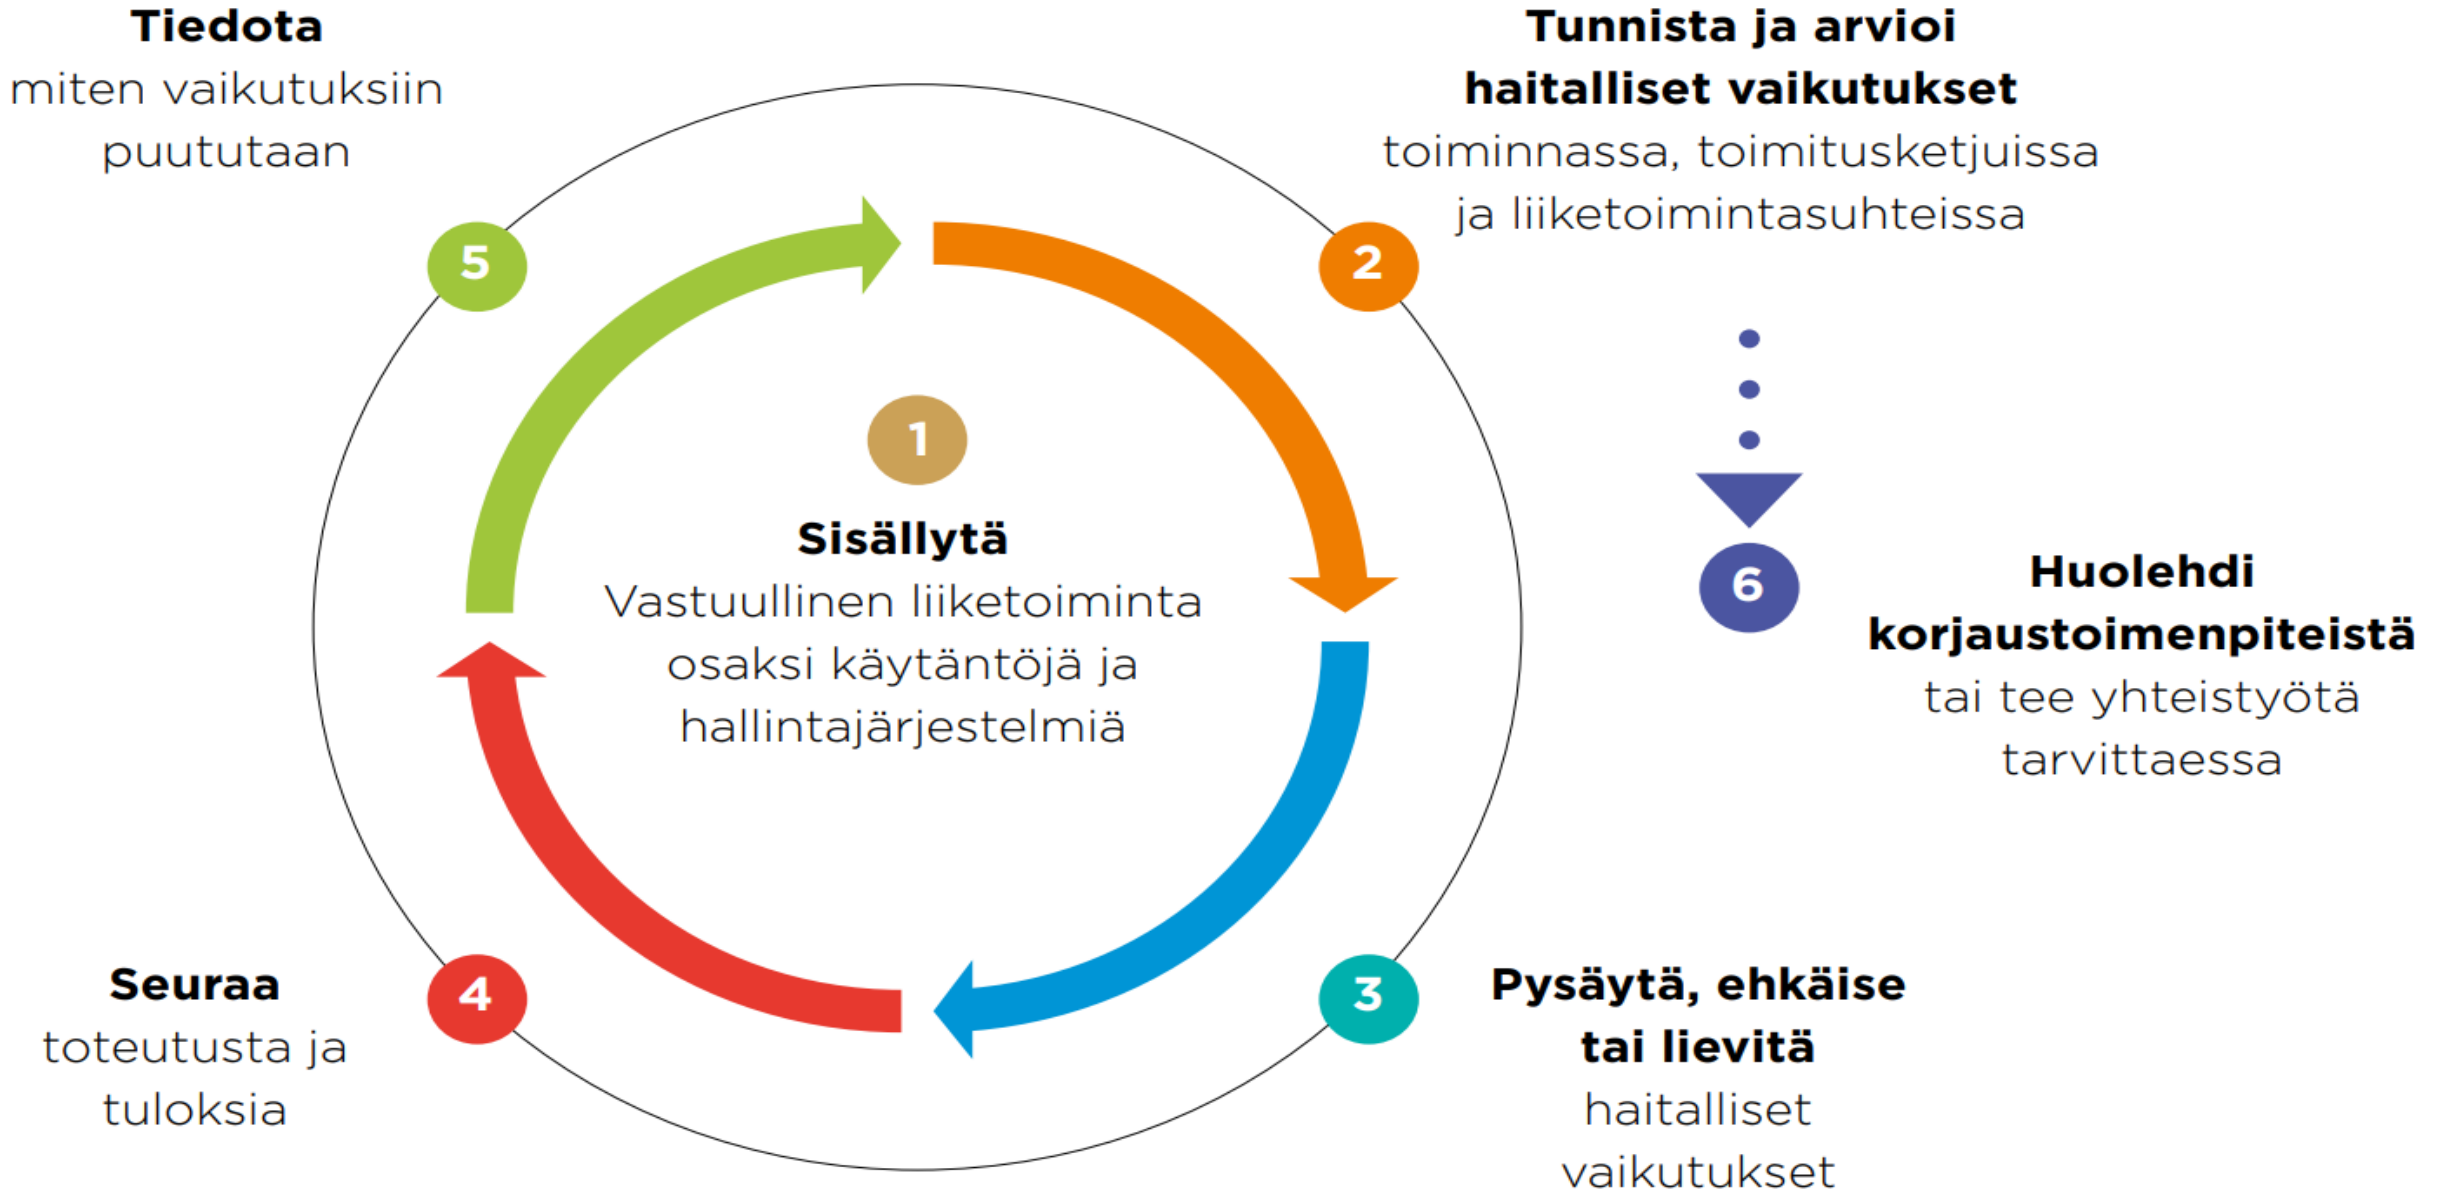 Tiedota
miten vaikutuksiin
puututaan
5
Tunnista ja arvioi
haitalliset vaikutukset
toiminnassa, toimitusketjuissa
ja liiketoimintasuhteissa
2
1
Sisällytä
Vastuullinen liiketoiminta
osaksi käytäntöjä ja
hallintajärjestelmiä
6
Huolehdi
korjaustoimenpiteistä
tai tee yhteistyötä
tarvittaessa
Seuraa
toteutusta ja
tuloksia
4
3
Pysäytä, ehkäise
tai lievitä
haitalliset
vaikutukset